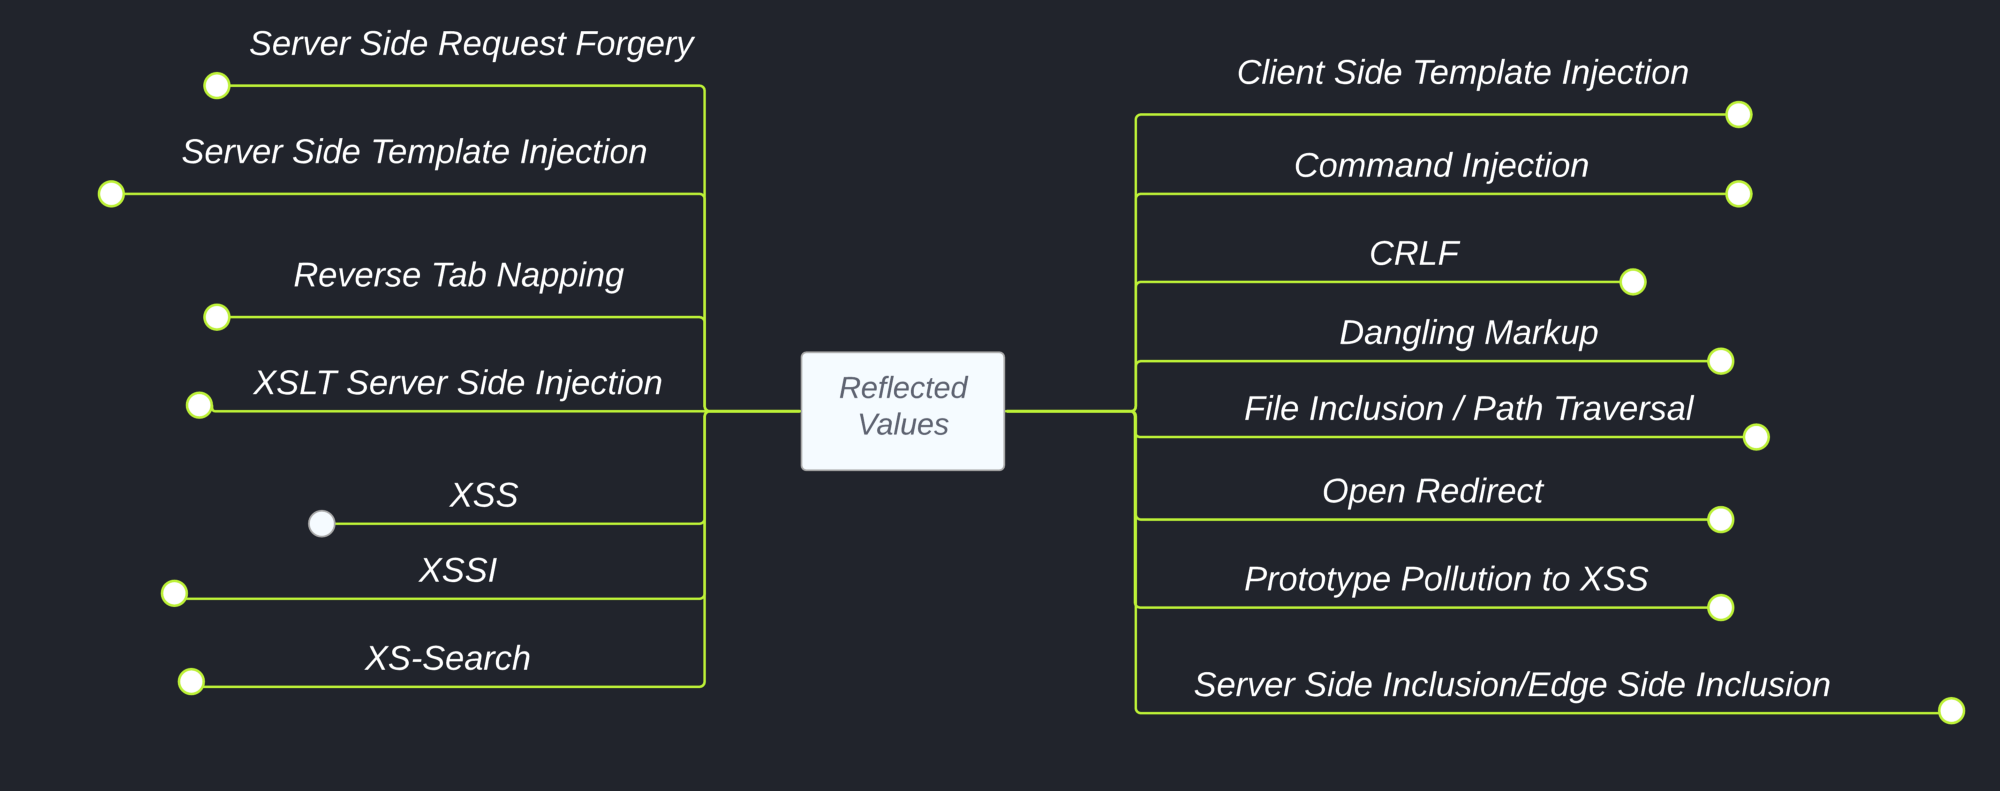 Server Side Request Forgery
Server Side Template Injection
Reverse Tab Napping
XSLT Server Side Injection
XSS
XSSI
XS-Search
Reflected
Values
Client Side Template Injection
Command Injection
CRLF
Dangling Markup
File Inclusion / Path Traversal
Open Redirect
Prototype Pollution to XSS
Server Side Inclusion/Edge Side Inclusion